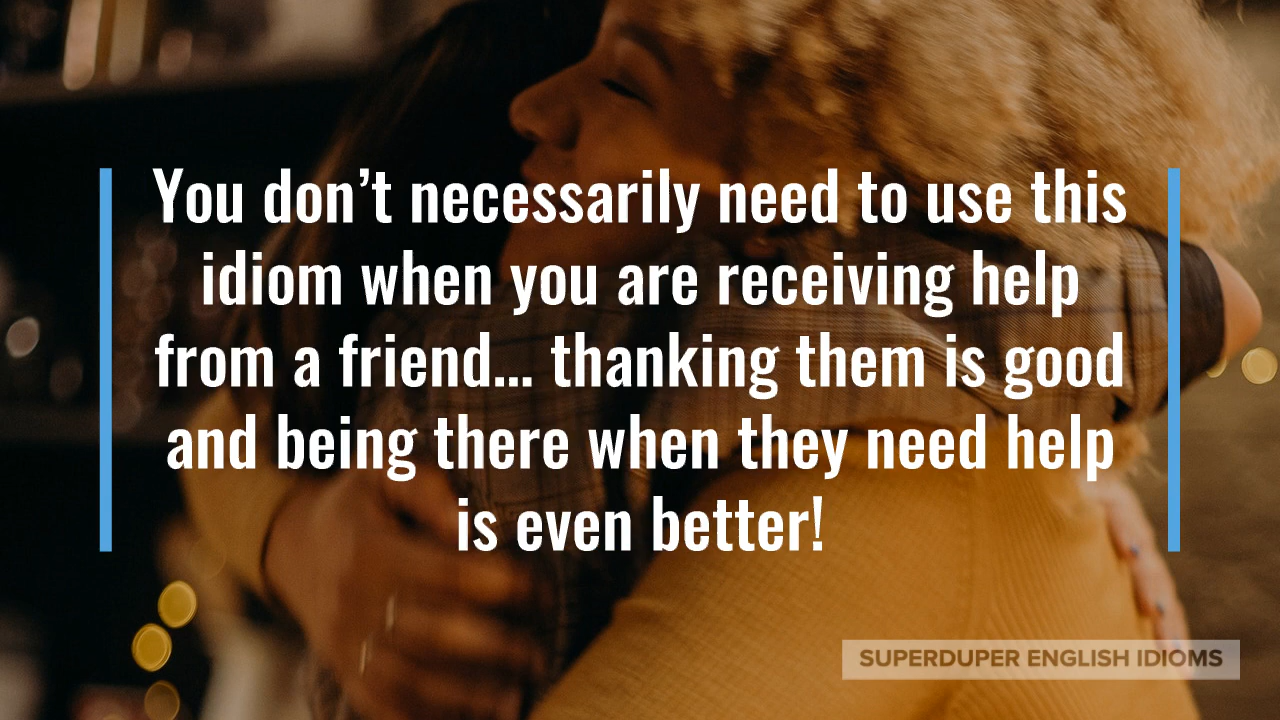 You don’t necessarily need to use this
idiom when you are receiving help
from a friend... thanking them is good
and being there when they need help
is even better!
SUPERDUPER ENGLISH IDIOMS